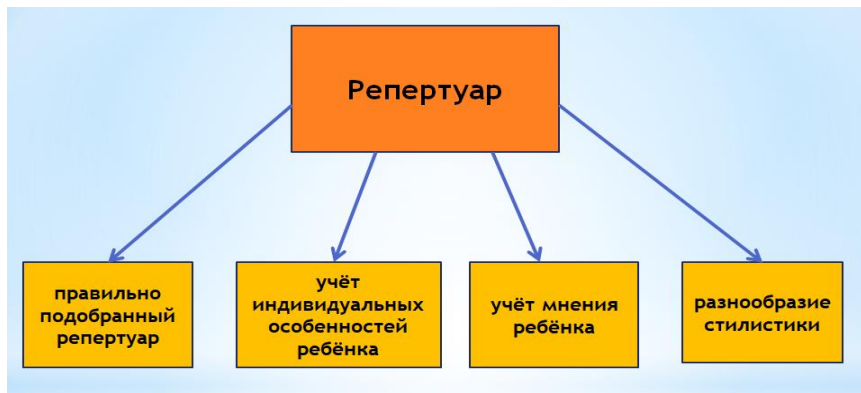 Репертуар
правильно
подобранный
репертуар
учёт
индивидуальных
особенностей
ребёнка
учёт мнения
ребёнка
разнообразие
стилистики